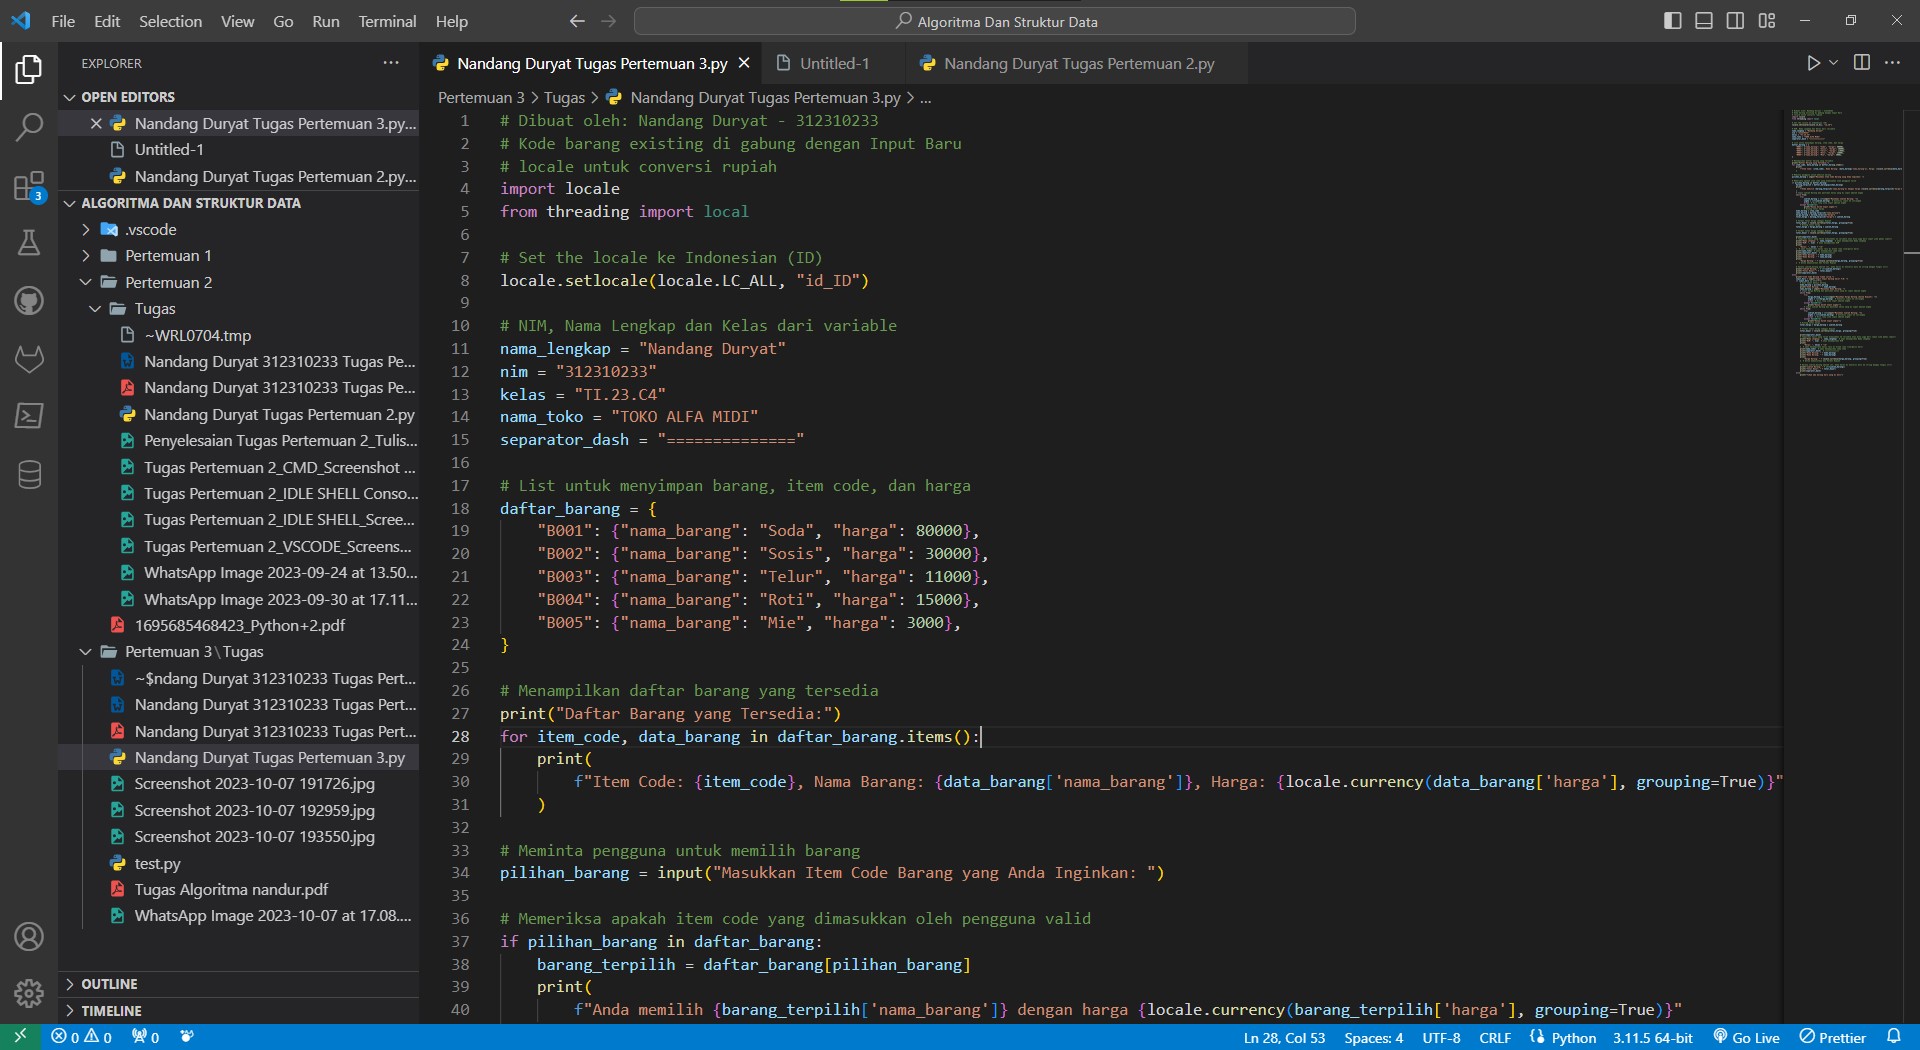 File Edit Selection View Go Run Terminal Help
Algoritma Dan Struktur Data
EXPLORER
OPEN EDITORS
Nandang Duryat Tugas Pertemuan 3.py...
Untitled-1
Nandang Duryat Tugas Pertemuan 2.py...
3
ALGORITMA DAN STRUKTUR DATA
.vscode
Pertemuan 1
Pertemuan 2
Tugas
~WRL0704.tmp
Nandang Duryat 312310233 Tugas Pe...
Nandang Duryat 312310233 Tugas Pe...
Nandang Duryat Tugas Pertemuan 2.py
Penyelesaian Tugas Pertemuan 2_Tulis...
Tugas Pertemuan 2_CMD_Screenshot ...
Tugas Pertemuan 2_IDLE SHELL Conso...
Tugas Pertemuan 2_IDLE SHELL_Scree...
Tugas Pertemuan 2_VSCODE_Screens...
WhatsApp Image 2023-09-24 at 13.50...
WhatsApp Image 2023-09-30 at 17.11...
1695685468423_Python+2.pdf
Pertemuan 3\Tugas
~$ndang Duryat 312310233 Tugas Pert...
Nandang Duryat 312310233 Tugas Pert...
Nandang Duryat 312310233 Tugas Pert...
Nandang Duryat Tugas Pertemuan 3.py
Screenshot 2023-10-07 191726.jpg
Screenshot 2023-10-07 192959.jpg
Screenshot 2023-10-07 193550.jpg
test.py
Tugas Algoritma nandur.pdf
WhatsApp Image 2023-10-07 at 17.08....
OUTLINE
TIMELINE
Nandang Duryat Tugas Pertemuan 3.py Untitled-1 Nandang Duryat Tugas Pertemuan 2.py
Pertemuan 3 > Tugas > Nandang Duryat Tugas Pertemuan 3.py > ...
1 # Dibuat oleh: Nandang Duryat - 312310233
2 # Kode barang existing di gabung dengan Input Baru
3 # locale untuk conversi rupiah
4 import locale
5 from threading import local
6
7 # Set the locale ke Indonesian (ID)
8 locale.setlocale(locale.LC_ALL, "id_ID")
9
10 # NIM, Nama Lengkap dan Kelas dari variable
11 nama_lengkap = "Nandang Duryat"
12 nim = "312310233"
13 kelas = "TI.23.C4"
14 nama_toko = "TOKO ALFA MIDI"
15 separator_dash = "=============="
16
17 # List untuk menyimpan barang, item code, dan harga
18 daftar_barang = {
19     "B001": {"nama_barang": "Soda", "harga": 80000},
20     "B002": {"nama_barang": "Sosis", "harga": 30000},
21     "B003": {"nama_barang": "Telur", "harga": 11000},
22     "B004": {"nama_barang": "Roti", "harga": 15000},
23     "B005": {"nama_barang": "Mie", "harga": 3000},
24 }
25
26 # Menampilkan daftar barang yang tersedia
27 print("Daftar Barang yang Tersedia:")
28 for item_code, data_barang in daftar_barang.items():
29     print(
30         f"Item Code: {item_code}, Nama Barang: {data_barang['nama_barang']}, Harga: {locale.currency(data_barang['harga'], grouping=True)}"
31     )
32
33 # Meminta pengguna untuk memilih barang
34 pilihan_barang = input("Masukkan Item Code Barang yang Anda Inginkan: ")
35
36 # Memeriksa apakah item code yang dimasukkan oleh pengguna valid
37 if pilihan_barang in daftar_barang:
38     barang_terpilih = daftar_barang[pilihan_barang]
39     print(
40         f"Anda memilih {barang_terpilih['nama_barang']} dengan harga {locale.currency(barang_terpilih['harga'], grouping=True)}"
0 0 0 Ln 28, Col 53 Spaces: 4 UTF-8 CRLF Python 3.11.5 64-bit Go Live Prettier